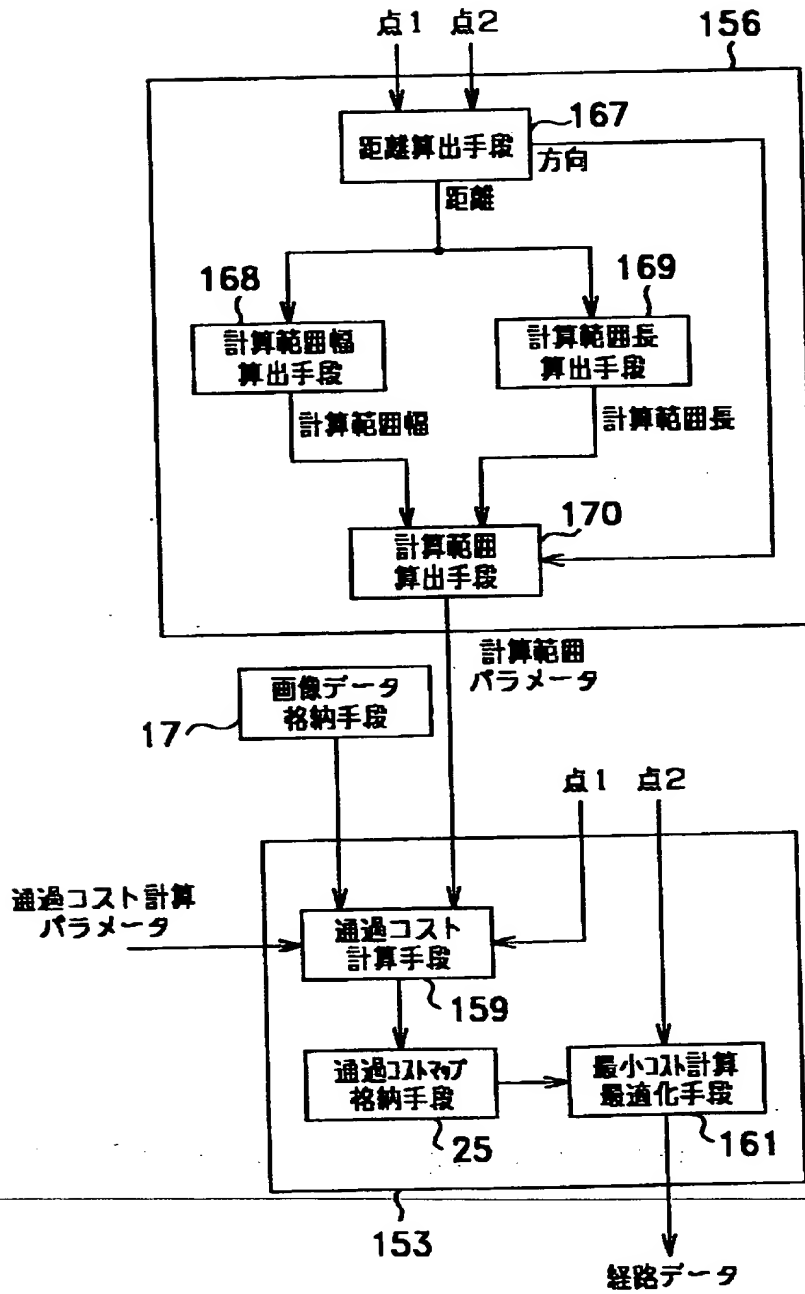 点1 点2
156
距離算出手段
167
方向
距離
168
169
計算範囲幅
算出手段
計算範囲長
算出手段
計算範囲幅
計算範囲長
170
計算範囲
算出手段
計算範囲
パラメータ
画像データ
格納手段
17
点1 点2
通過コスト計算
パラメータ
通過コスト
計算手段
159
通過コストマップ
格納手段
25
最小コスト計算
最適化手段
161
153
経路データ